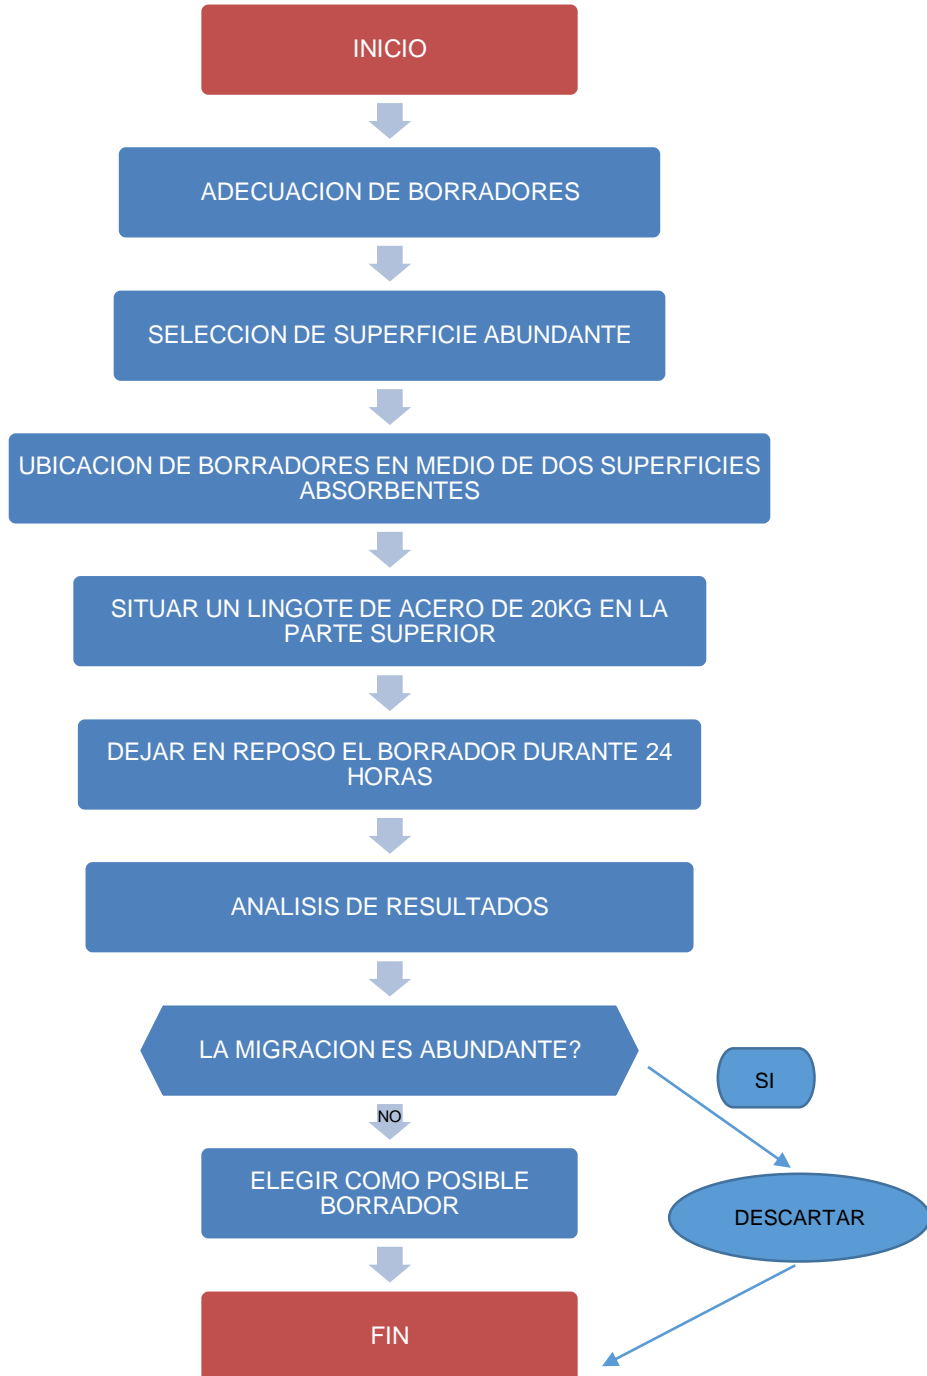 INICIO
ADECUACION DE BORRADORES
SELECCION DE SUPERFICIE ABUNDANTE
UBICACION DE BORRADORES EN MEDIO DE DOS SUPERFICIES
ABSORBENTES
SITUAR UN LINGOTE DE ACERO DE 20KG EN LA
PARTE SUPERIOR
DEJAR EN REPOSO EL BORRADOR DURANTE 24
HORAS
ANALISIS DE RESULTADOS
LA MIGRACION ES ABUNDANTE?
SI
NO
ELEGIR COMO POSIBLE
BORRADOR
DESCARTAR
FIN